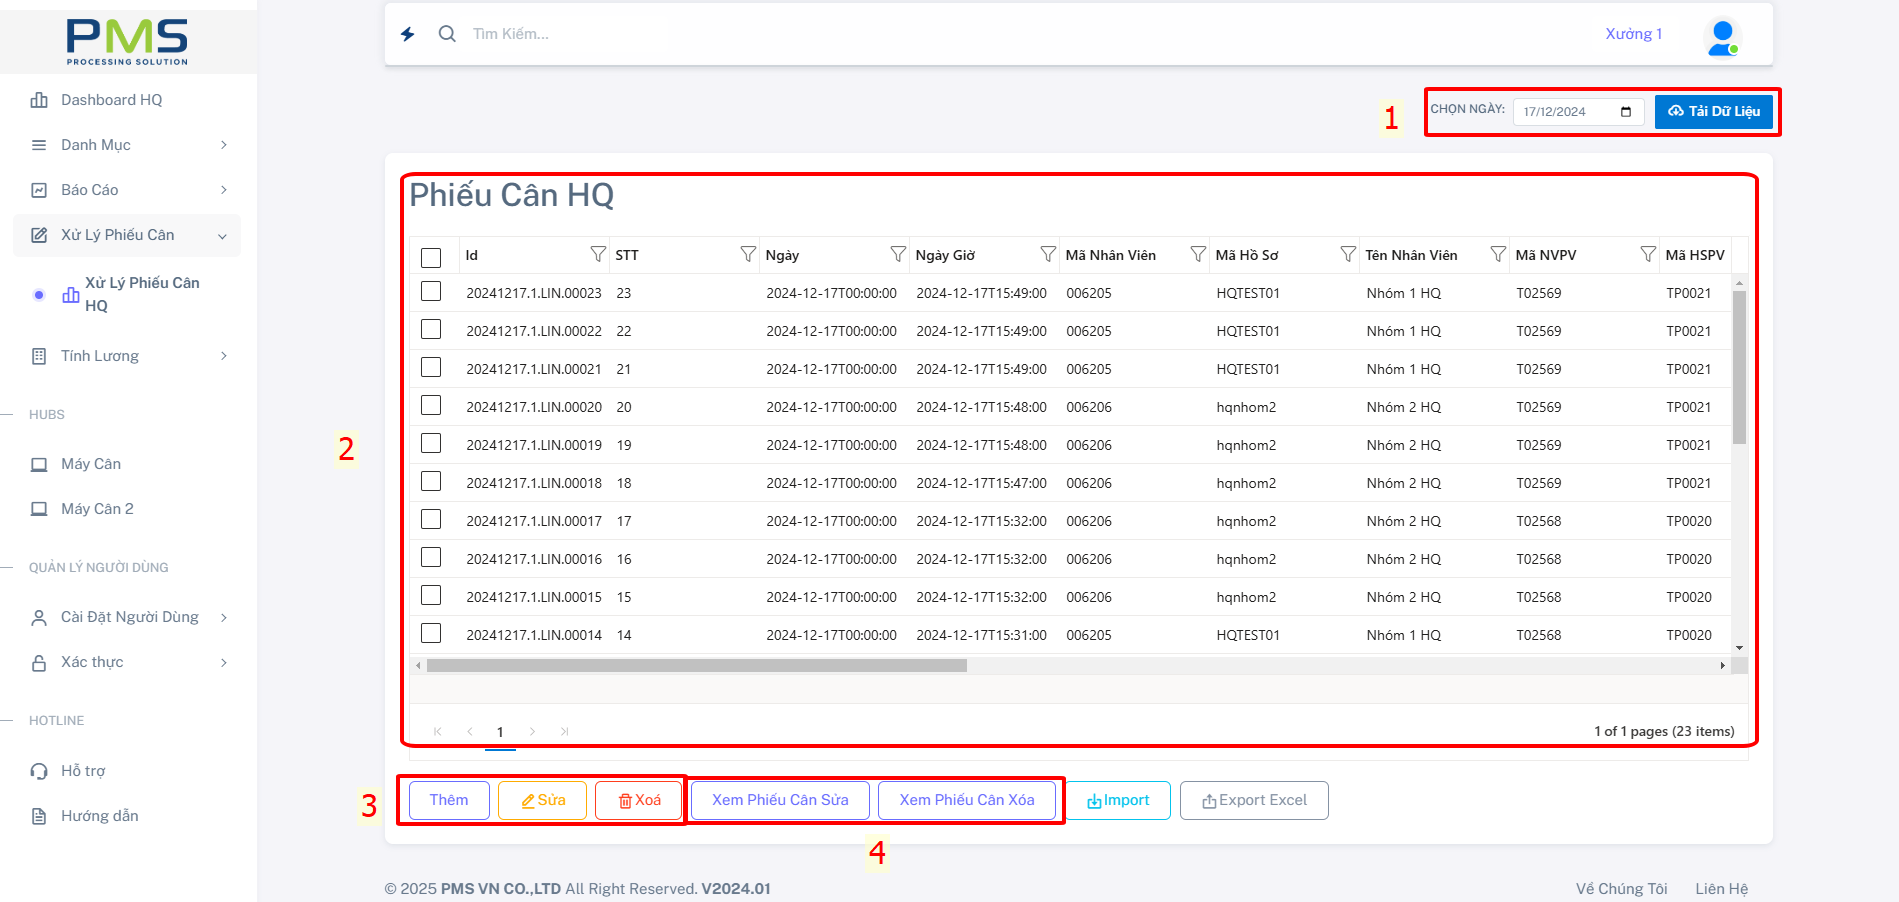 PMS
PROCESSING SOLUTION
Dashboard HQ
Danh Mục
Báo Cáo
Xử Lý Phiếu Cân
Xử Lý Phiếu Cân
HQ
Tính Lương
HUBS
Máy Cân
Máy Cân 2
QUẢN LÝ NGƯỜI DÙNG
Cài Đặt Người Dùng
Xác thực
HOTLINE
Hỗ trợ
Hướng dẫn
Tìm Kiếm...
Xưởng 1
1
CHỌN NGÀY: 17/12/2024 Tải Dữ Liệu
2
Phiếu Cân HQ
Id STT Ngày Ngày Giờ Mã Nhân Viên Mã Hồ Sơ Tên Nhân Viên Mã NVPV Mã HSPV
20241217.1.LIN.00023 23 2024-12-17T00:00:00 2024-12-17T15:49:00 006205 HQTEST01 Nhóm 1 HQ T02569 TP0021
20241217.1.LIN.00022 22 2024-12-17T00:00:00 2024-12-17T15:49:00 006205 HQTEST01 Nhóm 1 HQ T02569 TP0021
20241217.1.LIN.00021 21 2024-12-17T00:00:00 2024-12-17T15:49:00 006205 HQTEST01 Nhóm 1 HQ T02569 TP0021
20241217.1.LIN.00020 20 2024-12-17T00:00:00 2024-12-17T15:48:00 006206 hqnhom2 Nhóm 2 HQ T02569 TP0021
20241217.1.LIN.00019 19 2024-12-17T00:00:00 2024-12-17T15:48:00 006206 hqnhom2 Nhóm 2 HQ T02569 TP0021
20241217.1.LIN.00018 18 2024-12-17T00:00:00 2024-12-17T15:47:00 006206 hqnhom2 Nhóm 2 HQ T02569 TP0021
20241217.1.LIN.00017 17 2024-12-17T00:00:00 2024-12-17T15:32:00 006206 hqnhom2 Nhóm 2 HQ T02568 TP0020
20241217.1.LIN.00016 16 2024-12-17T00:00:00 2024-12-17T15:32:00 006206 hqnhom2 Nhóm 2 HQ T02568 TP0020
20241217.1.LIN.00015 15 2024-12-17T00:00:00 2024-12-17T15:32:00 006206 hqnhom2 Nhóm 2 HQ T02568 TP0020
20241217.1.LIN.00014 14 2024-12-17T00:00:00 2024-12-17T15:31:00 006205 HQTEST01 Nhóm 1 HQ T02568 TP0020
1
1 of 1 pages (23 items)
3
Thêm Sửa Xoá Xem Phiếu Cân Sửa Xem Phiếu Cân Xóa Import Export Excel
4
© 2025 PMS VN CO.,LTD All Right Reserved. V2024.01
Về Chúng Tôi Liên Hệ